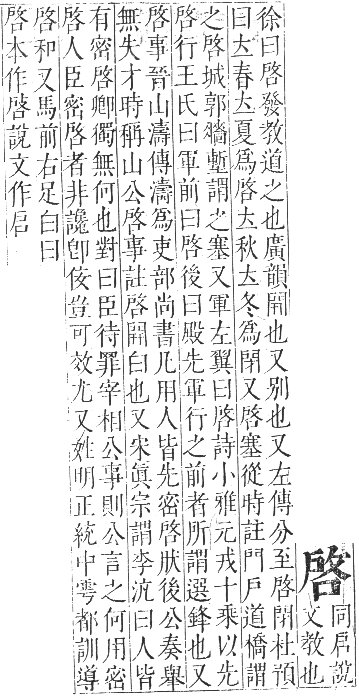 啓
同启說
文教也
徐曰啓發教道之也廣韻開也又別也又左傳分至啓閉杜預
曰立春立夏爲啓立秋立冬爲閉又啓塞從時註門戶道橋謂
之啓城郭牆塹謂之塞又軍左翼曰啓詩小雅元戎十乘以先
啓行王氏曰軍前曰啓後曰殿先軍行之前者所謂選鋒也又
啓事晉山濤傳濤爲吏部尚書凡用人皆先密啓狀後公奏舉
無失才時稱山公啓事註啓開白也又宋眞宗謂李沆曰人皆
有密啓卿獨無何也對曰臣待罪宰相公事則公言之何用密
啓人臣密啓者非讒卽佞豈可效尤又姓明正統中雩都訓導
啓和又馬前右足白曰
啓本作啓說文作启